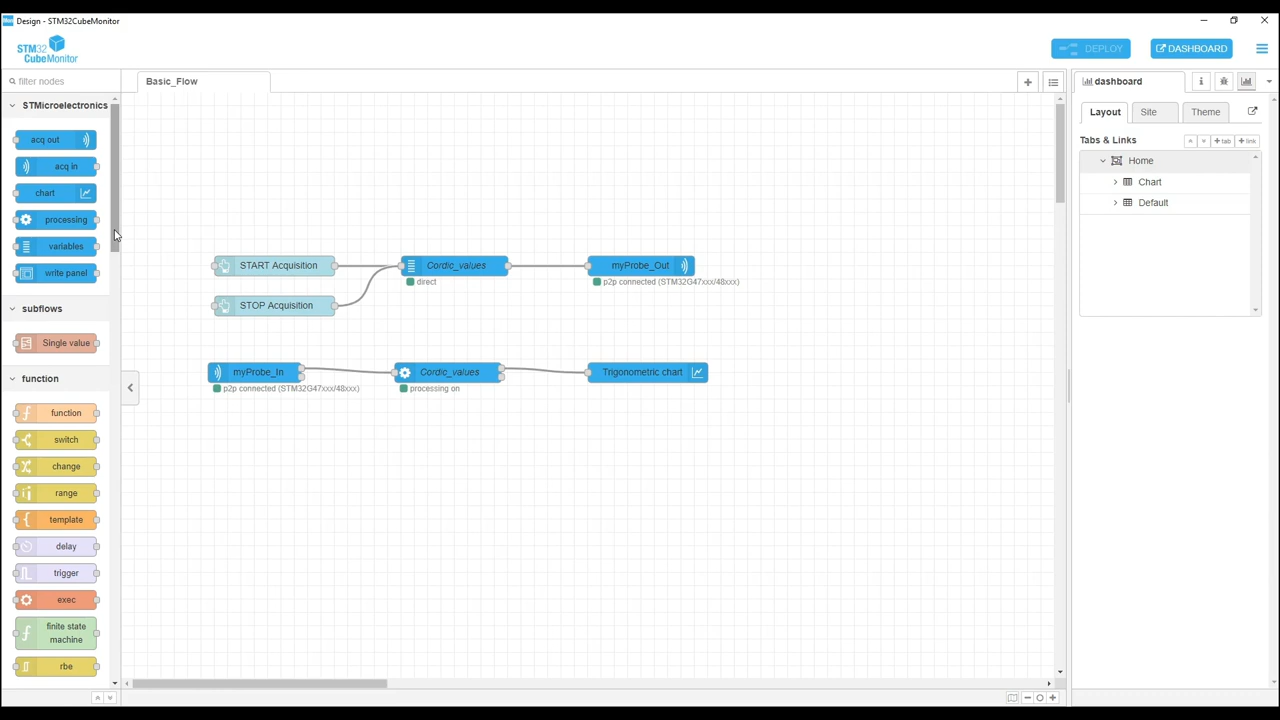 Design - STM32CubeMonitor
STM32
CubeMonitor
DEPLOY
DASHBOARD
filter nodes
Basic_Flow
dashboard
i
STMicroelectronics
acq out
acq in
chart
processing
variables
write panel
subflows
Single value
function
function
switch
change
range
template
delay
trigger
exec
finite state
machine
rbe
START Acquisition
Cordic_values
direct
myProbe_Out
p2p connected (STM32G47xxx/48xxx)
STOP Acquisition
myProbe_In
p2p connected (STM32G47xxx/48xxx)
Cordic_values
processing on
Trigonometric chart
Layout
Site
Theme
Tabs & Links
+ tab
+ link
Home
Chart
Default